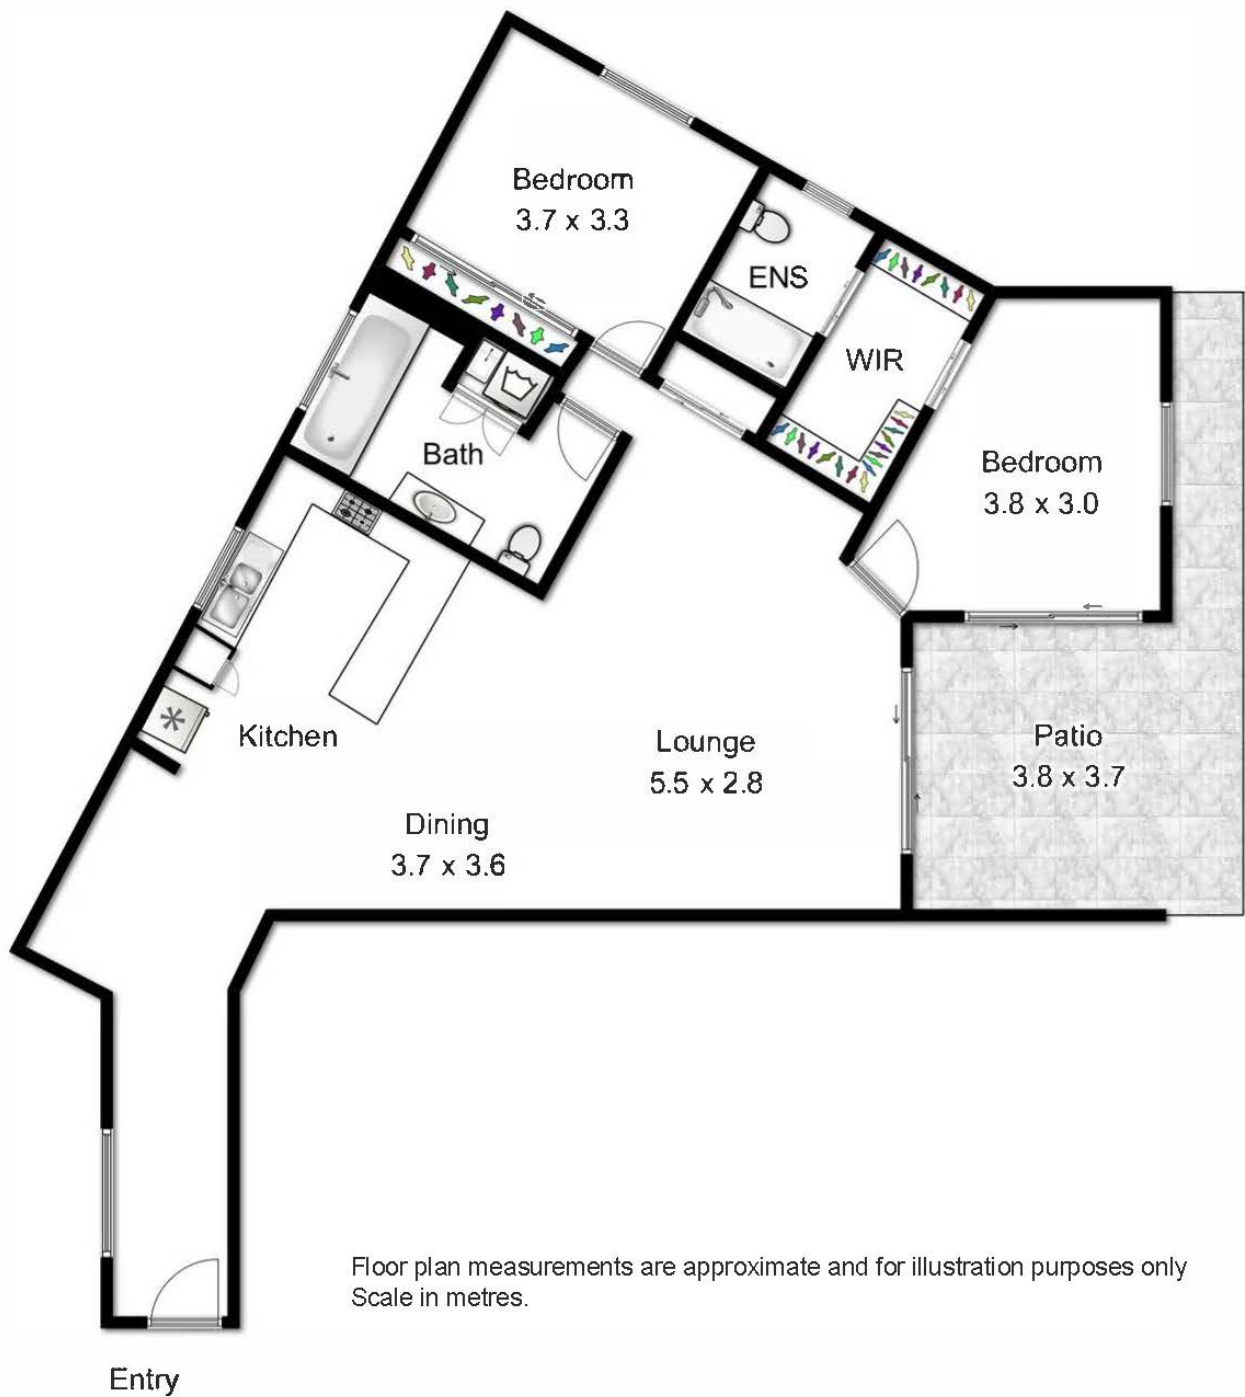 Bedroom
3.7 x 3.3
ENS
WIR
Bath
Bedroom
3.8 x 3.0
Kitchen
Lounge
5.5 x 2.8
Patio
3.8 x 3.7
Dining
3.7 x 3.6
Floor plan measurements are approximate and for illustration purposes only
Scale in metres.
Entry